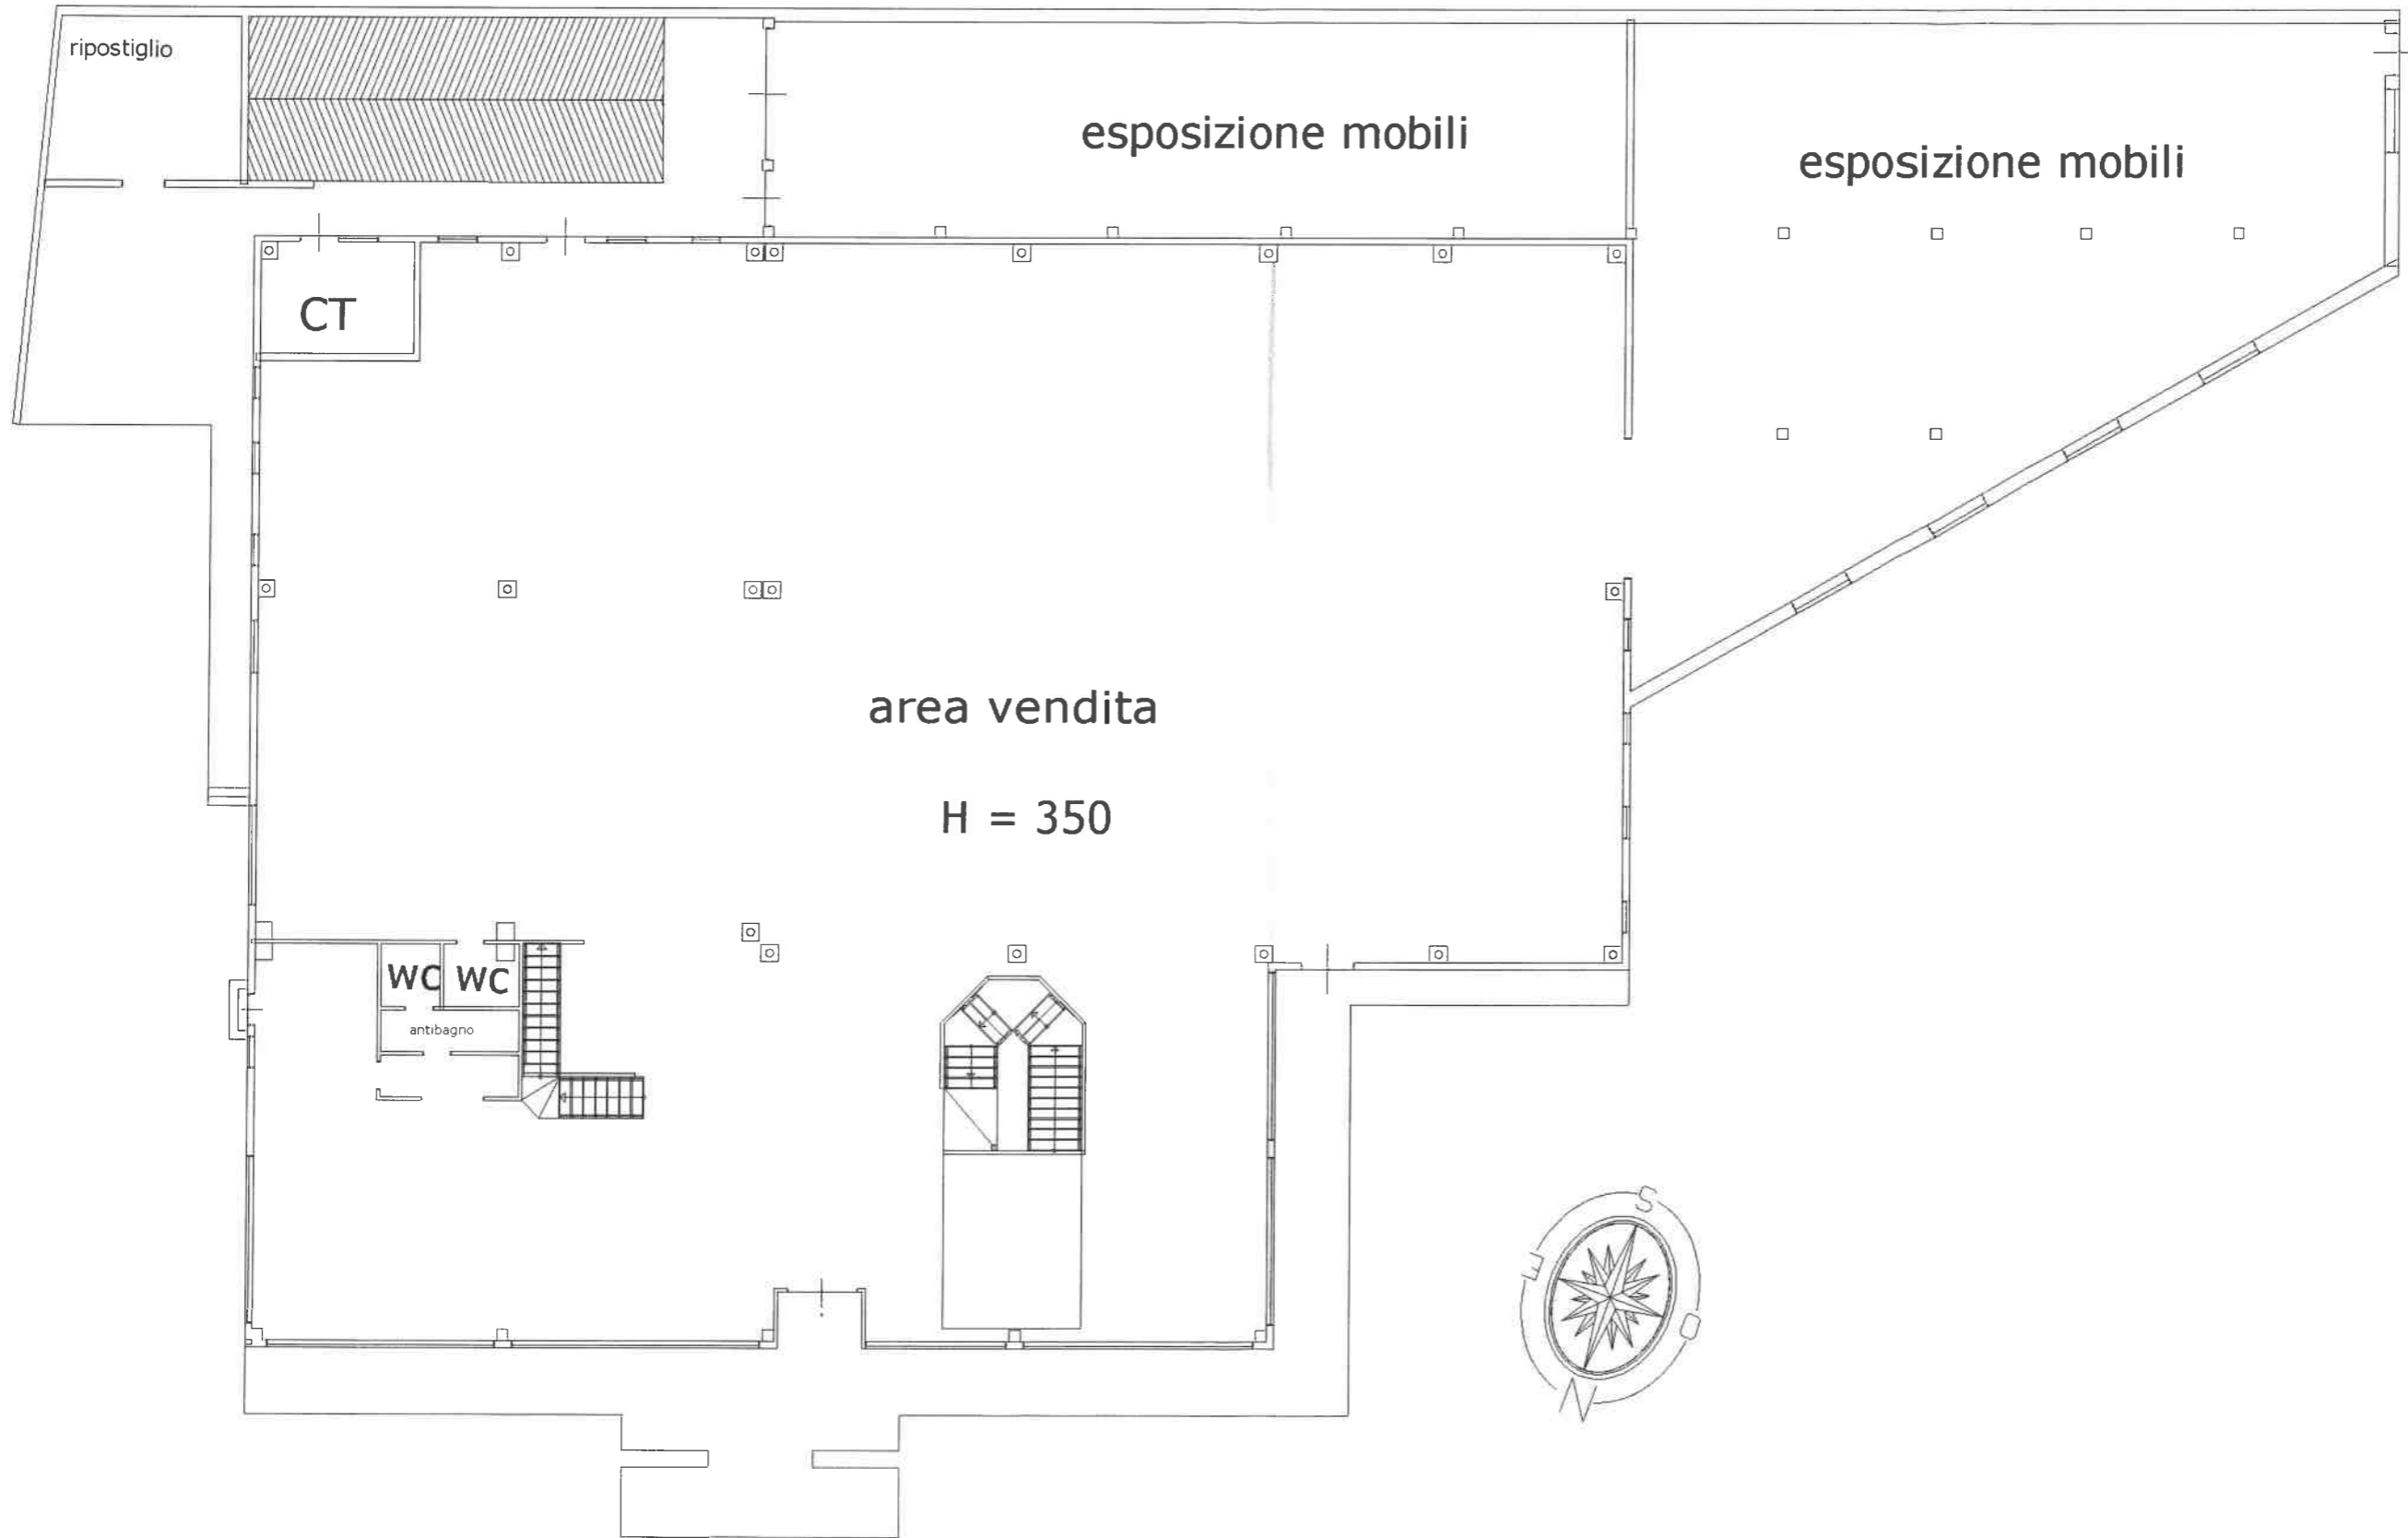 ripostiglio
esposizione mobili
esposizione mobili
CT
area vendita
H = 350
WC
WC
antibagno
S
E
O
N